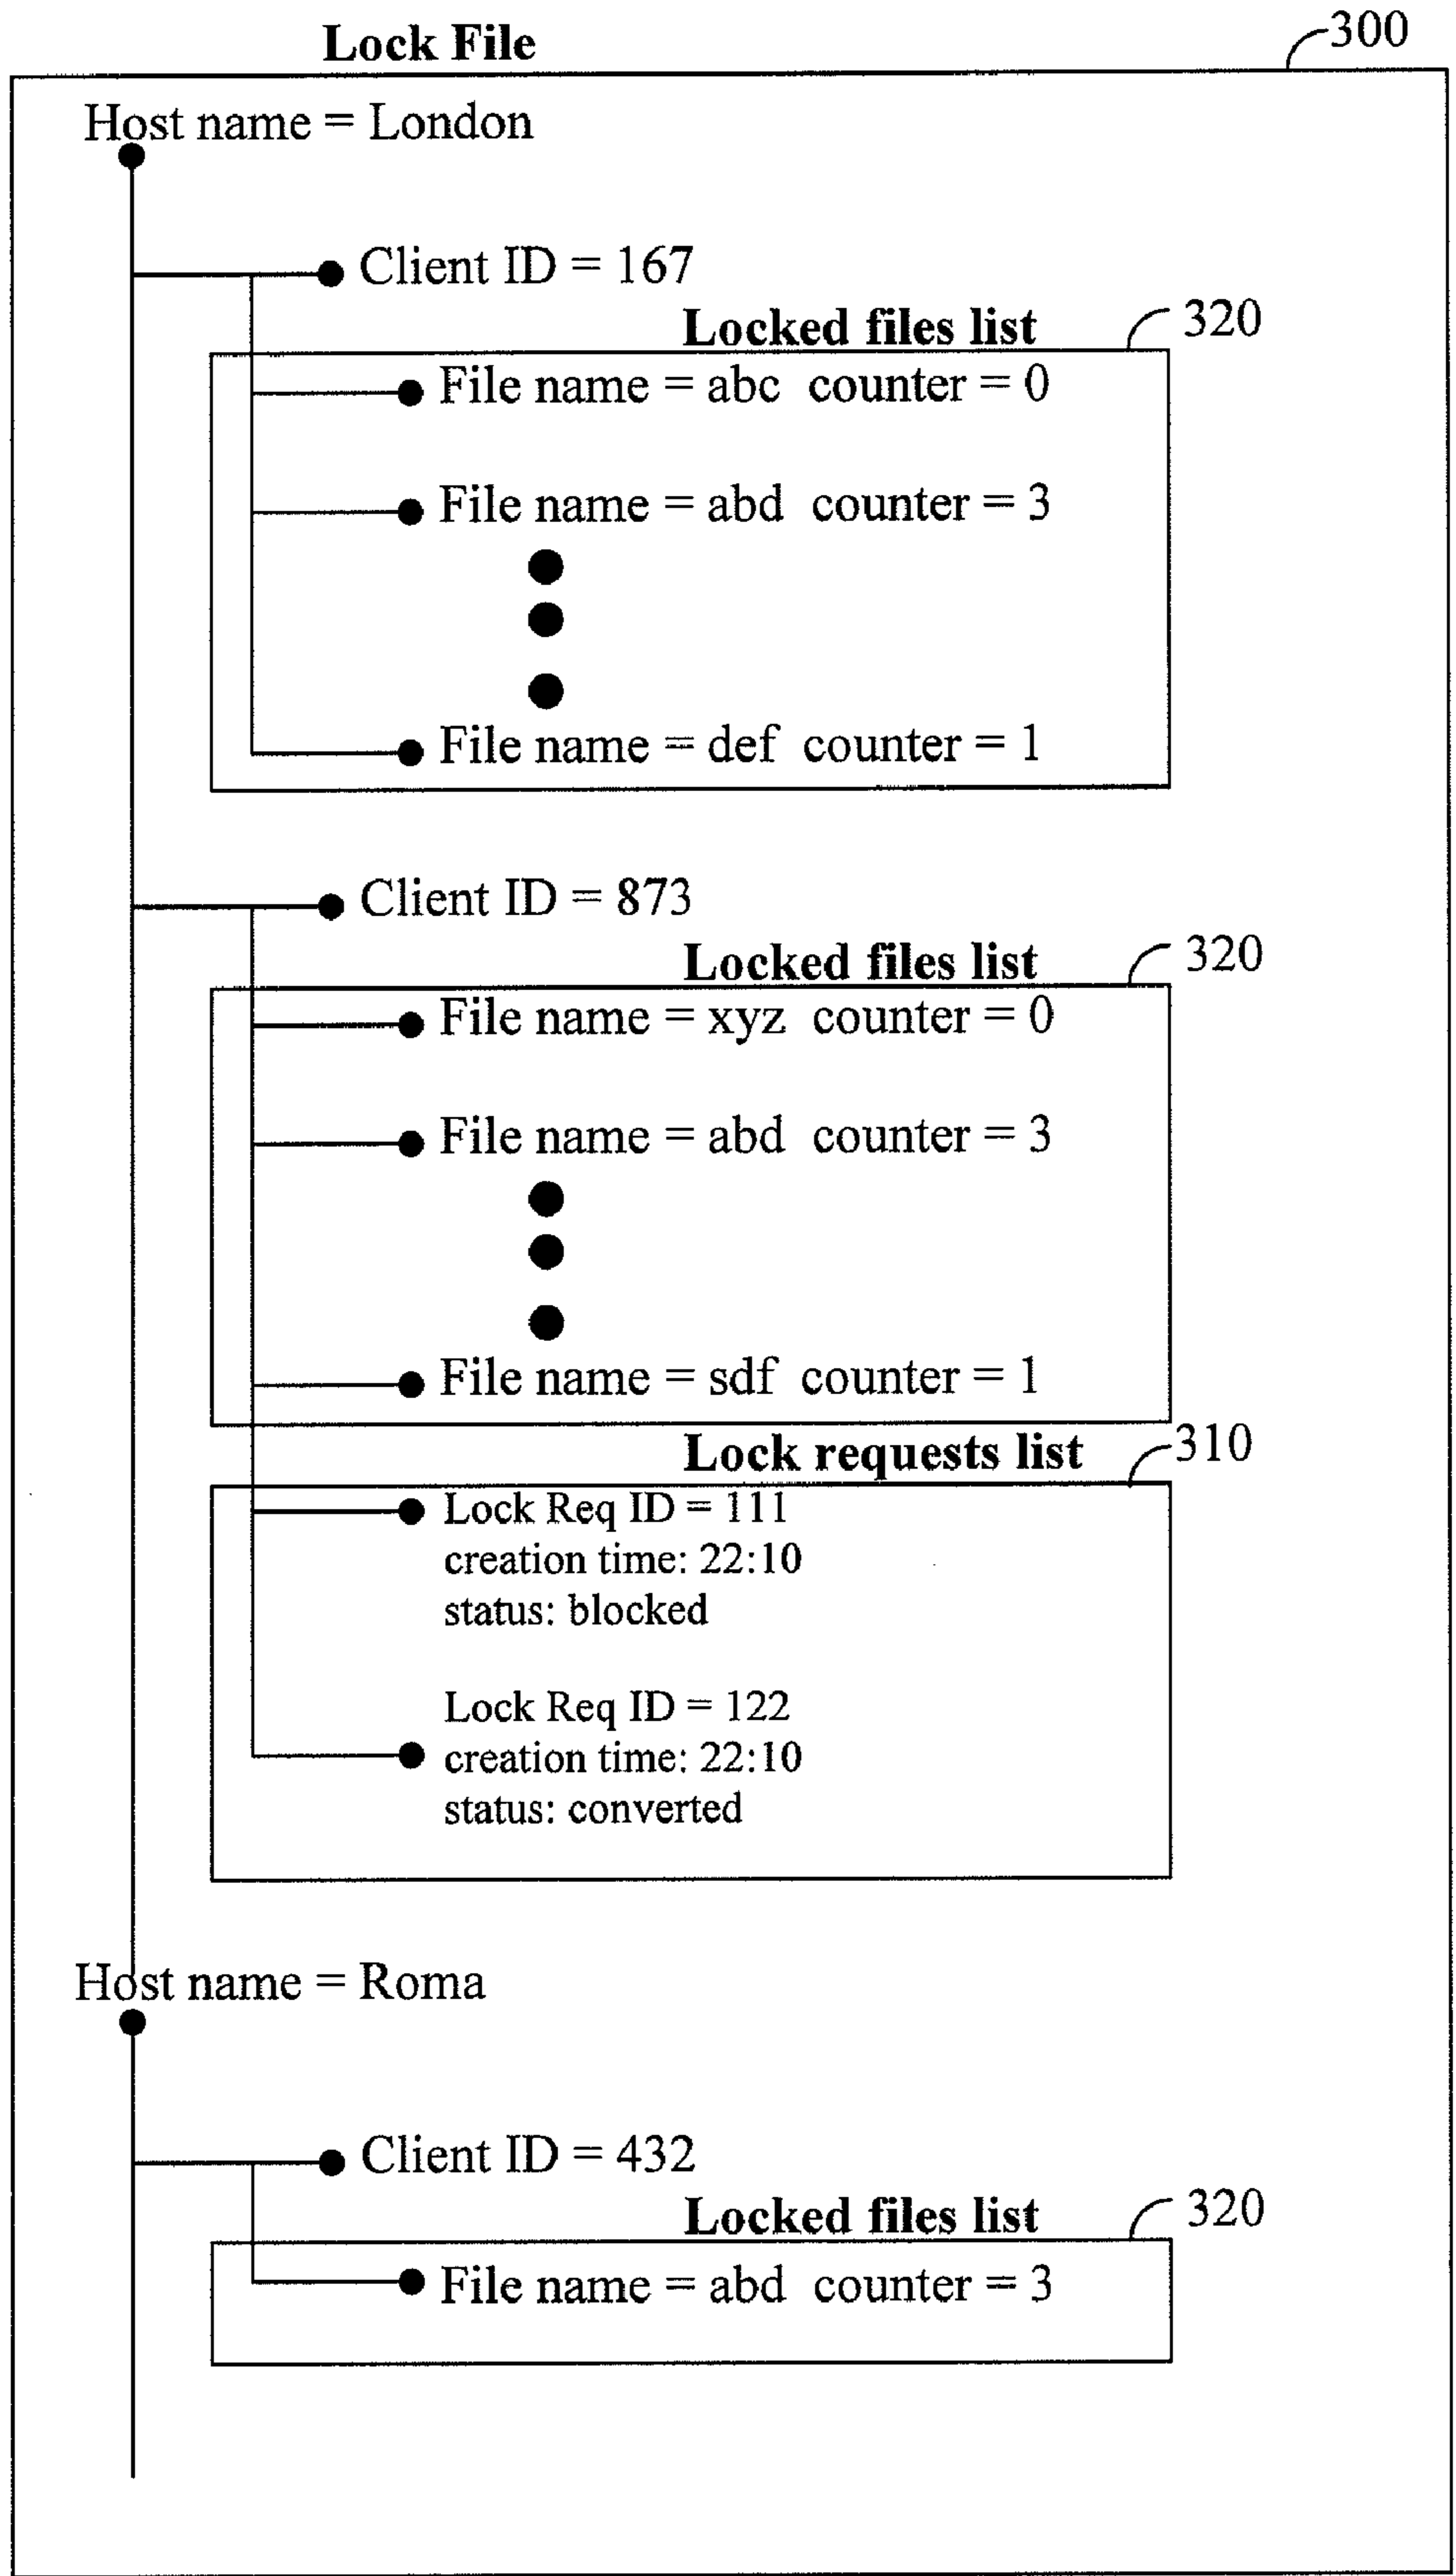 Lock File
300
Host name = London
Client ID = 167
Locked files list
320
File name = abc counter = 0
File name = abd counter = 3
File name = def counter = 1
Client ID = 873
Locked files list
320
File name = xyz counter = 0
File name = abd counter = 3
File name = sdf counter = 1
Lock requests list
310
Lock Req ID = 111
creation time: 22:10
status: blocked
Lock Req ID = 122
creation time: 22:10
status: converted
Host name = Roma
Client ID = 432
Locked files list
320
File name = abd counter = 3